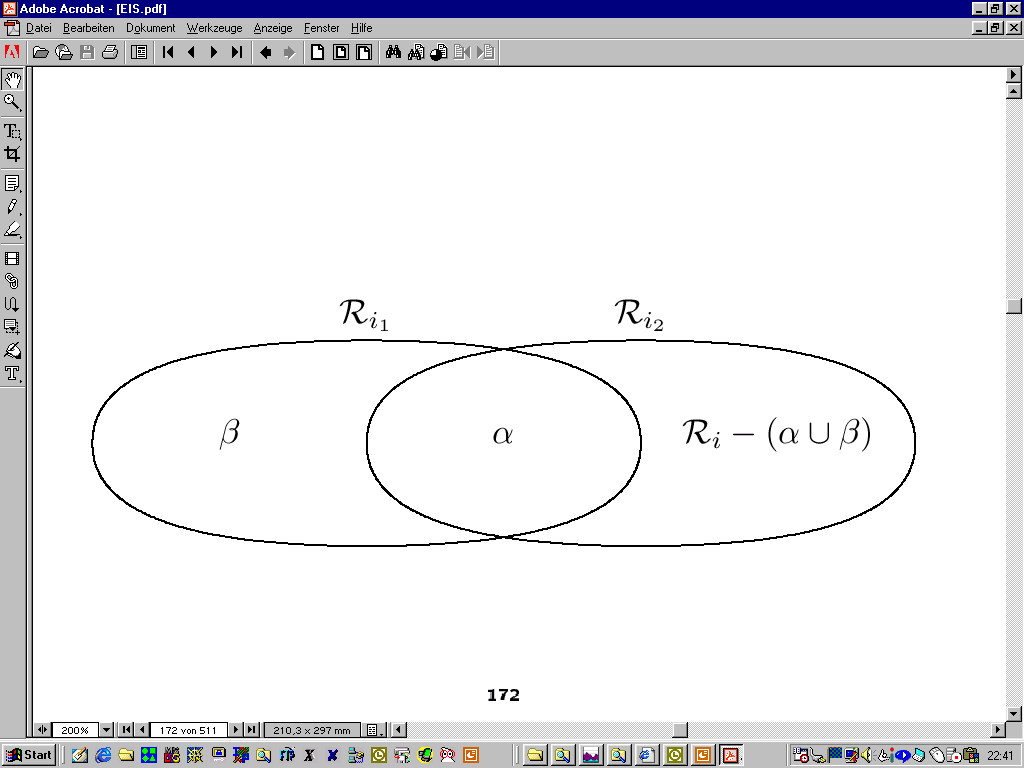 Adobe Acrobat - [EIS.pdf]
Datei Bearbeiten Dokument Werkzeuge Anzeige Fenster Hilfe
ℛi₁ ℛi₂
β α ℛi − (α ∪ β)
172
200% 172 von 511 210,3 x 297 mm
Start 22:41